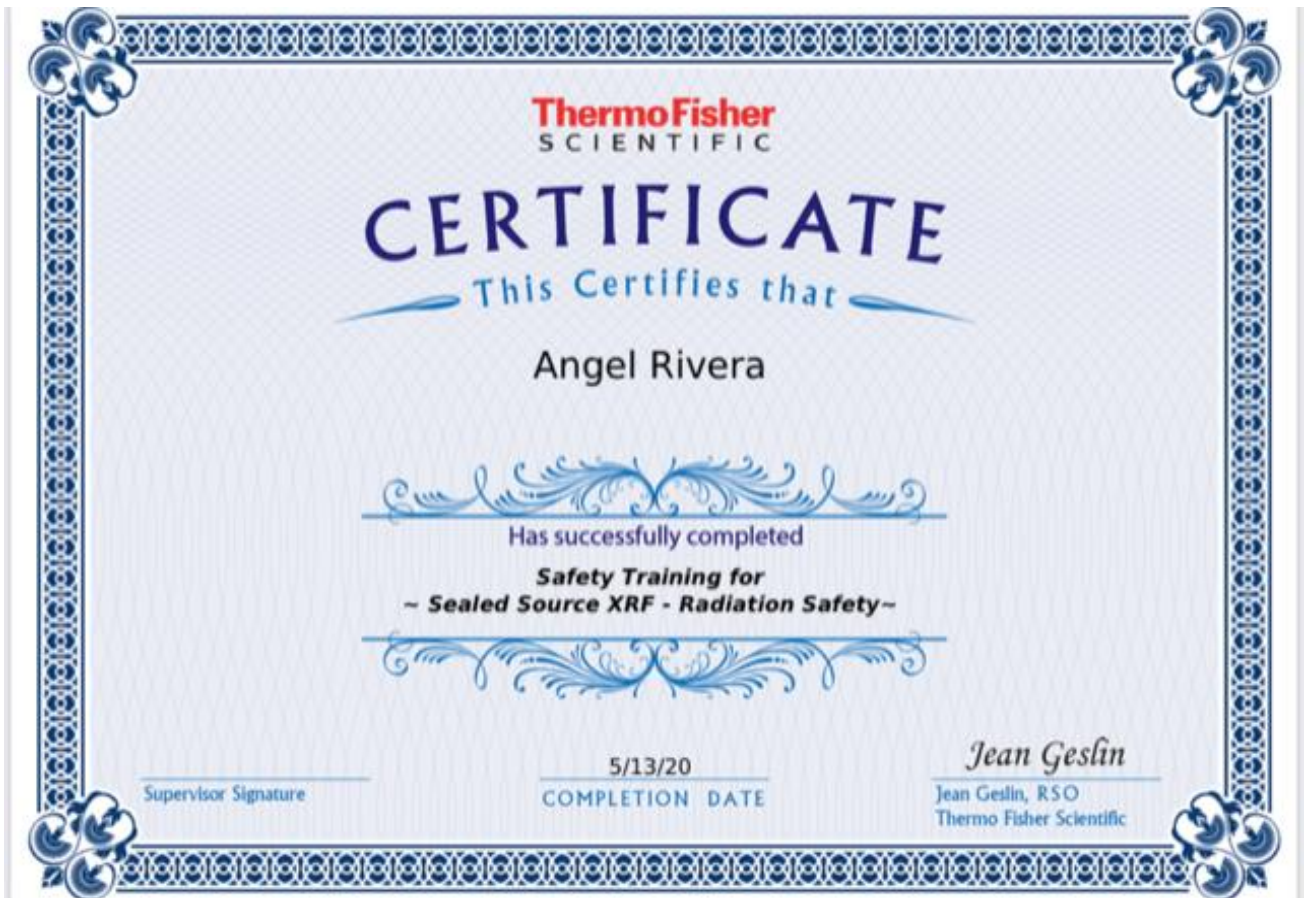 ThermoFisher
SCIENTIFIC
CERTIFICATE
This Certifies that
Angel Rivera
Has successfully completed
Safety Training for
~ Sealed Source XRF - Radiation Safety~
5/13/20
Jean Geslin
Supervisor Signature
COMPLETION DATE
Jean Geslin, RSO
Thermo Fisher Scientific